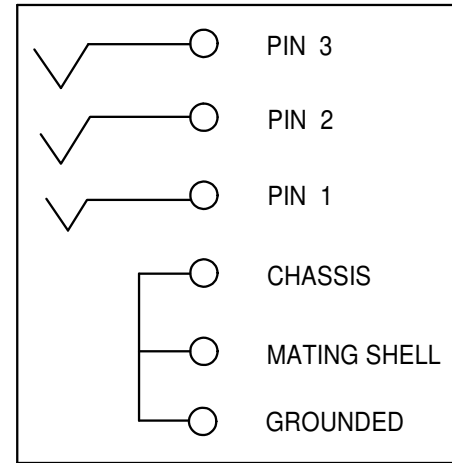 PIN 3
PIN 2
PIN 1
CHASSIS
MATING SHELL
GROUNDED